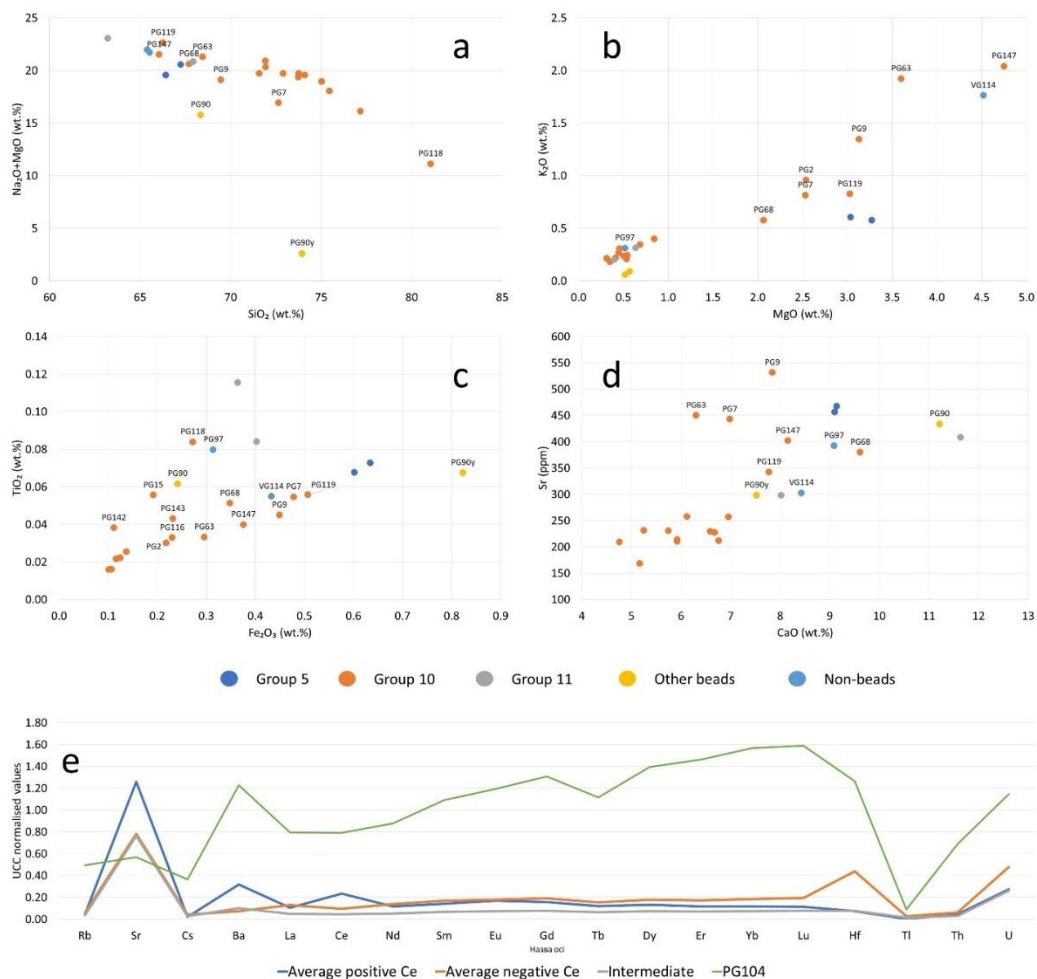 a
25
20
15
10
5
0
60
65
70
75
80
85
Na₂O+MgO (wt.%)
SiO₂ (wt.%)
PG119
PG147
PG63
PG68
PG9
PG7
PG90
PG118
PG90y
b
2.5
2.0
1.5
1.0
0.5
0.0
0.0
0.5
1.0
1.5
2.0
2.5
3.0
3.5
4.0
4.5
5.0
K₂O (wt.%)
MgO (wt.%)
PG147
PG63
VG114
PG9
PG2
PG7
PG119
PG68
PG97
c
0.14
0.12
0.10
0.08
0.06
0.04
0.02
0.00
0.0
0.1
0.2
0.3
0.4
0.5
0.6
0.7
0.8
0.9
TiO₂ (wt.%)
Fe₂O₃ (wt.%)
PG118
PG97
PG90
PG90y
PG15
VG114
PG7
PG119
PG68
PG142
PG143
PG9
PG147
PG116
PG63
PG2
d
600
550
500
450
400
350
300
250
200
150
100
4
5
6
7
8
9
10
11
12
13
Sr (ppm)
CaO (wt.%)
PG9
PG63
PG7
PG90
PG147
PG97
PG68
PG119
PG90y
VG114
Group 5
Group 10
Group 11
Other beads
Non-beads
e
1.80
1.60
1.40
1.20
1.00
0.80
0.60
0.40
0.20
0.00
UCC normalised values
Rb Sr Cs Ba La Ce Nd Sm Eu Gd Tb Dy Er Yb Lu Hf Tl Th U
Назва осі
Average positive Ce
Average negative Ce
Intermediate
PG104